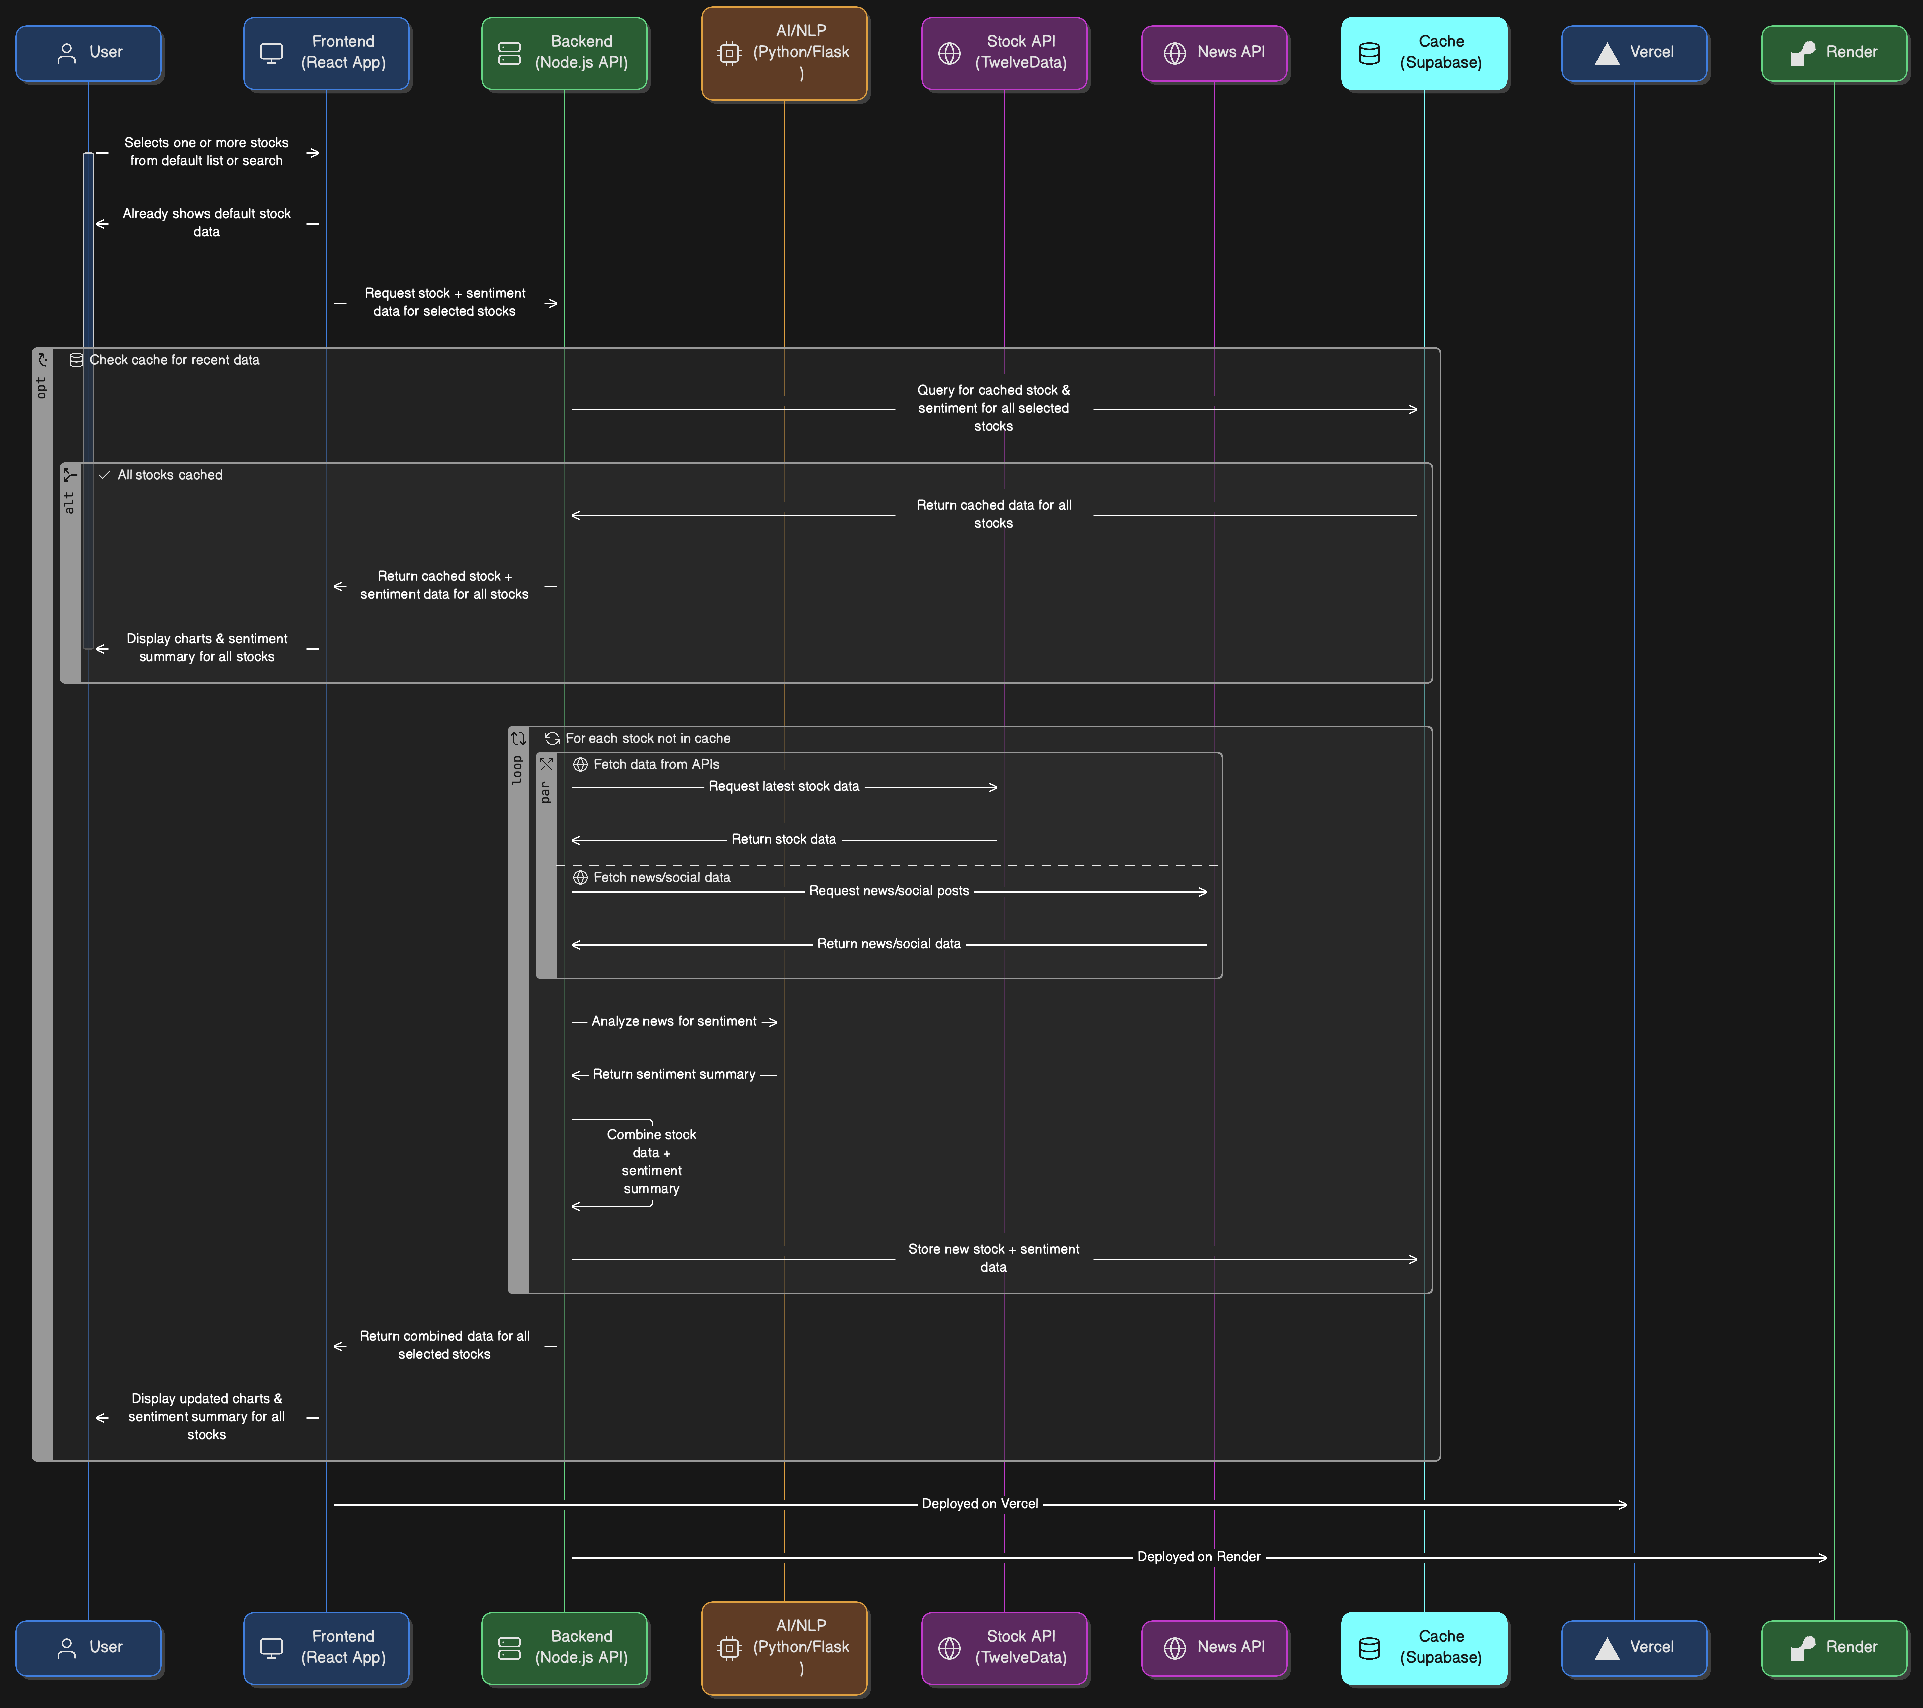 User
Frontend
(React App)
Backend
(Node.js API)
AI/NLP
(Python/Flask
)
Stock API
(TwelveData)
News API
Cache
(Supabase)
Vercel
Render
Selects one or more stocks
from default list or search
Already shows default stock
data
Request stock + sentiment
data for selected stocks
opt
Check cache for recent data
Query for cached stock &
sentiment for all selected
stocks
alt
All stocks cached
Return cached data for all
stocks
Return cached stock +
sentiment data for all stocks
Display charts & sentiment
summary for all stocks
loop
For each stock not in cache
par
Fetch data from APIs
Request latest stock data
Return stock data
Fetch news/social data
Request news/social posts
Return news/social data
Analyze news for sentiment
Return sentiment summary
Combine stock
data +
sentiment
summary
Store new stock + sentiment
data
Return combined data for all
selected stocks
Display updated charts &
sentiment summary for all
stocks
Deployed on Vercel
Deployed on Render
User
Frontend
(React App)
Backend
(Node.js API)
AI/NLP
(Python/Flask
)
Stock API
(TwelveData)
News API
Cache
(Supabase)
Vercel
Render